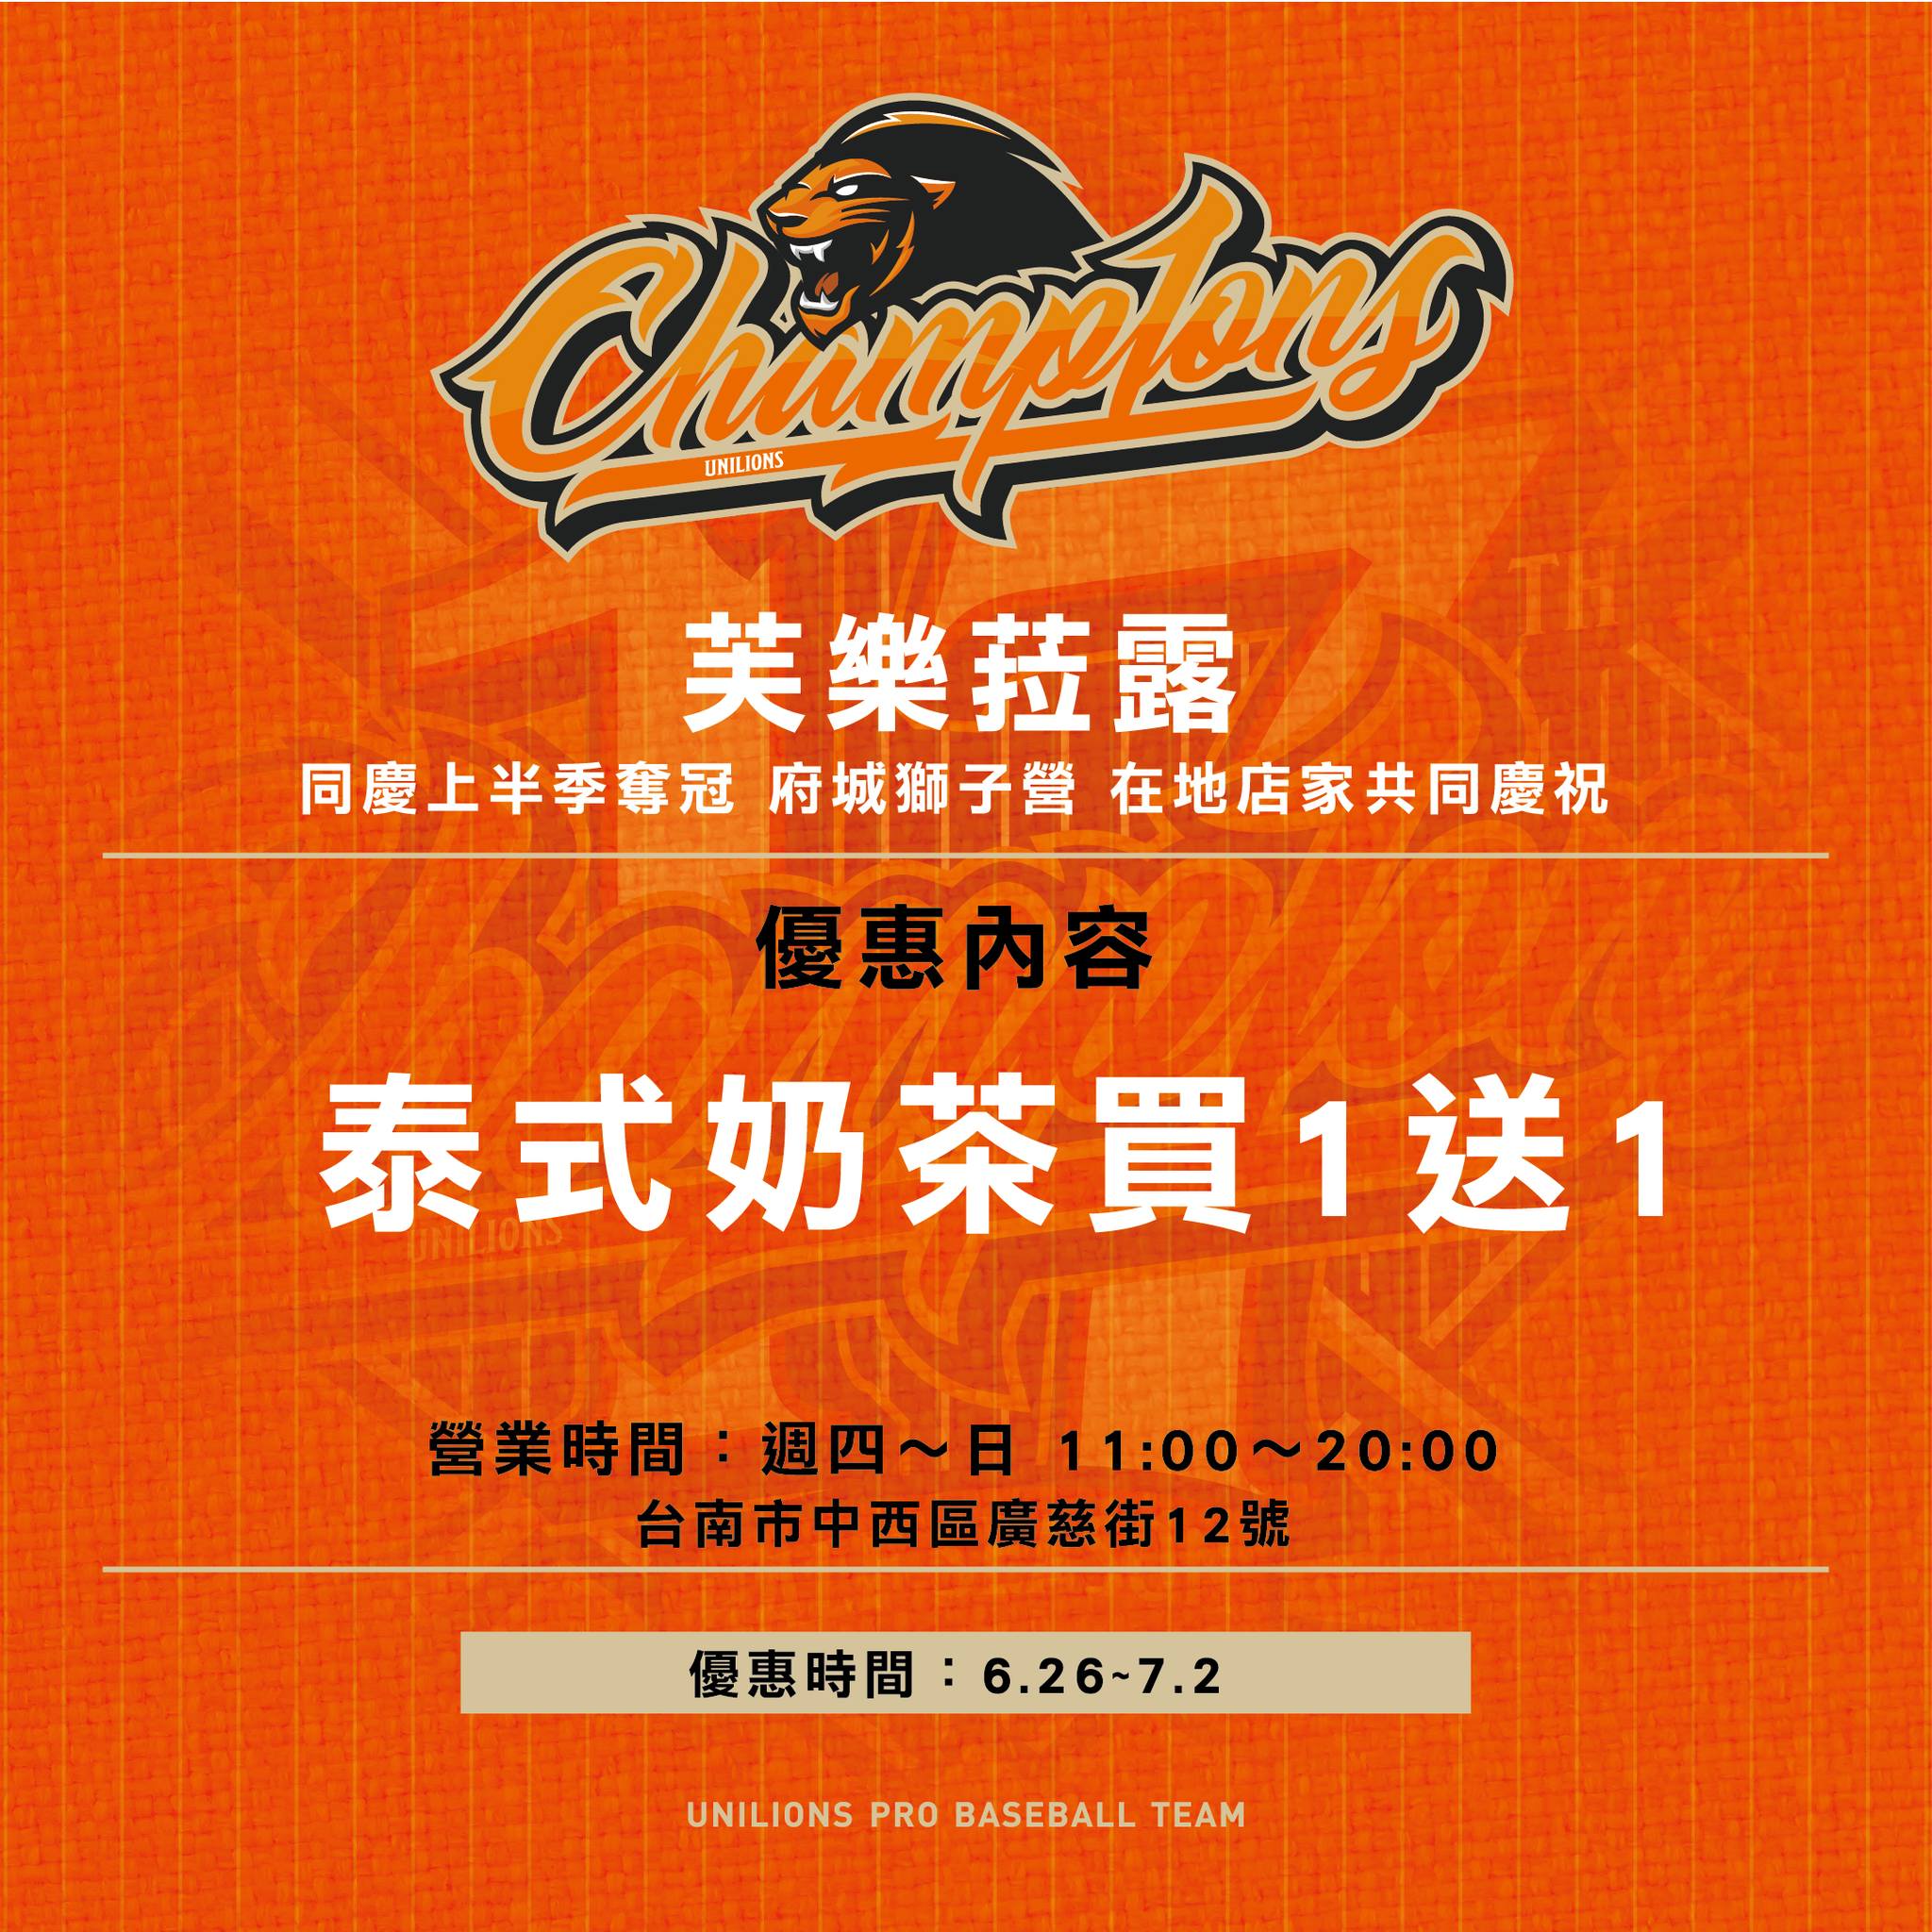 Champ1ons
UNILIONS
芙樂菈露
同慶上半季奪冠 府城獅子營 在地店家共同慶祝
優惠內容
泰式奶茶買1送1
UNILIONS
營業時間：週四～日 11:00～20:00
台南市中西區廣慈街12號
優惠時間：6.26~7.2
UNILIONS PRO BASEBALL TEAM